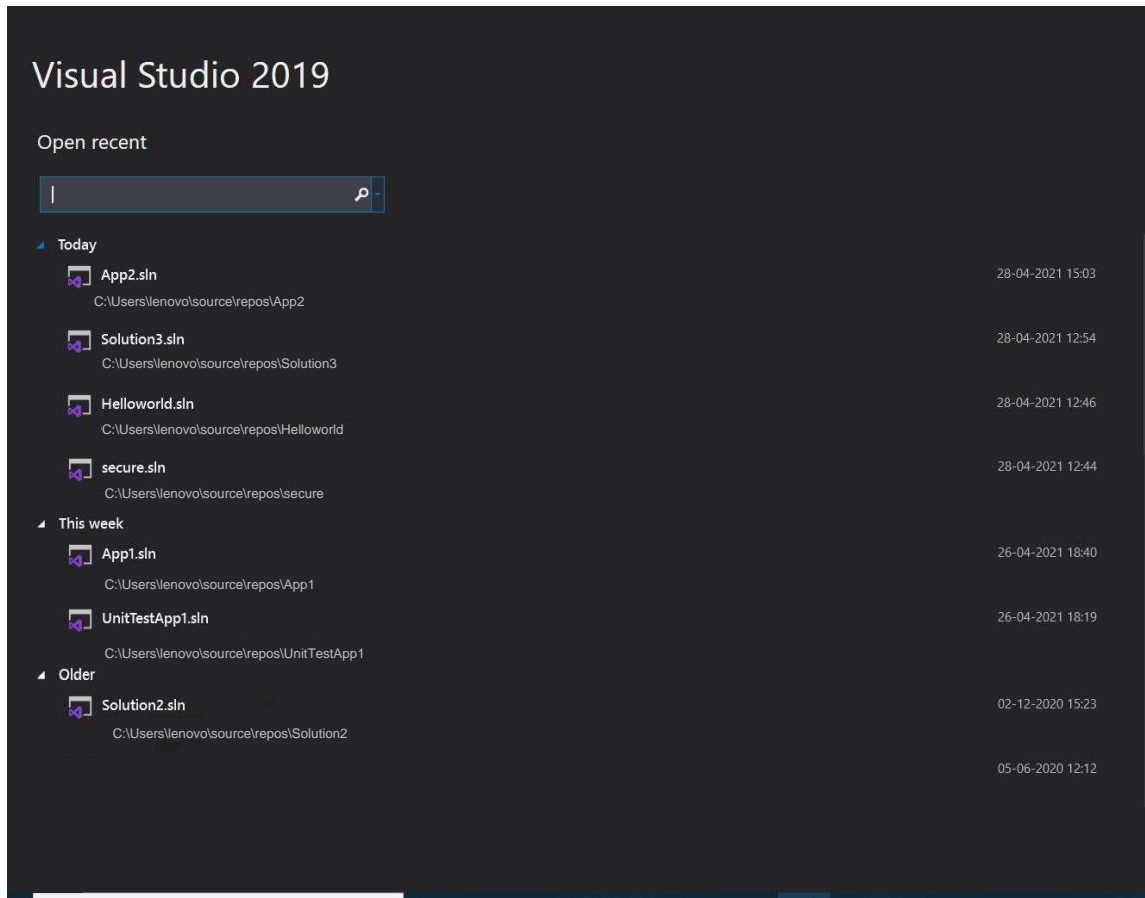 Visual Studio 2019
Open recent
Today
App2.sln 28-04-2021 15:03
C:\Users\lenovo\source\repos\App2
Solution3.sln 28-04-2021 12:54
C:\Users\lenovo\source\repos\Solution3
Helloworld.sln 28-04-2021 12:46
C:\Users\lenovo\source\repos\Helloworld
secure.sln 28-04-2021 12:44
C:\Users\lenovo\source\repos\secure
This week
App1.sln 26-04-2021 18:40
C:\Users\lenovo\source\repos\App1
UnitTestApp1.sln 26-04-2021 18:19
C:\Users\lenovo\source\repos\UnitTestApp1
Older
Solution2.sln 02-12-2020 15:23
C:\Users\lenovo\source\repos\Solution2
05-06-2020 12:12